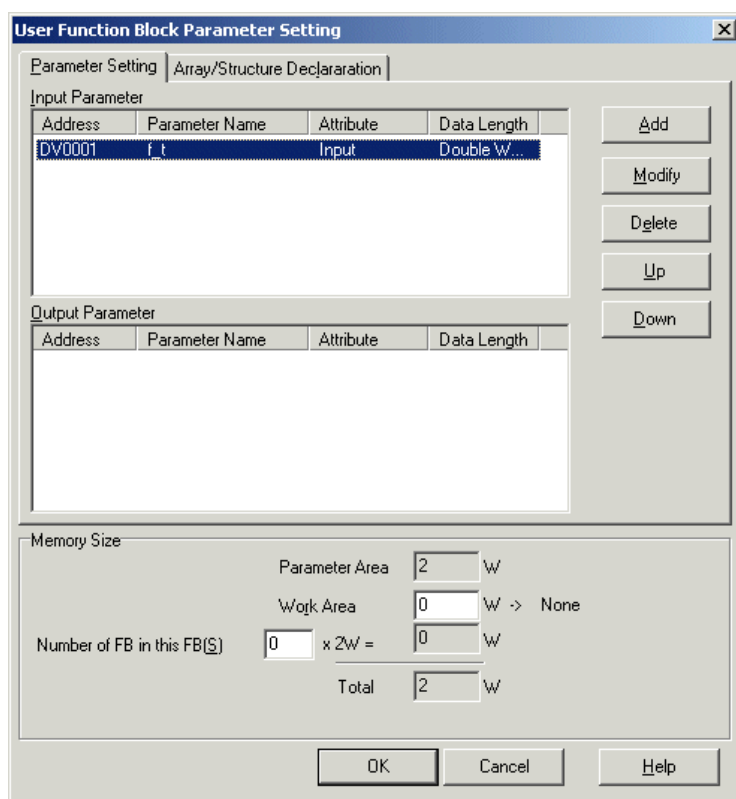 User Function Block Parameter Setting
Parameter Setting Array/Structure Declararation
Input Parameter
Address Parameter Name Attribute Data Length
DV0001 f_t Input Double W...
Add
Modify
Delete
Up
Down
Output Parameter
Address Parameter Name Attribute Data Length
Memory Size
Parameter Area 2 W
Work Area 0 W -> None
Number of FB in this FB(S) 0 x 2W = 0 W
Total 2 W
OK Cancel Help